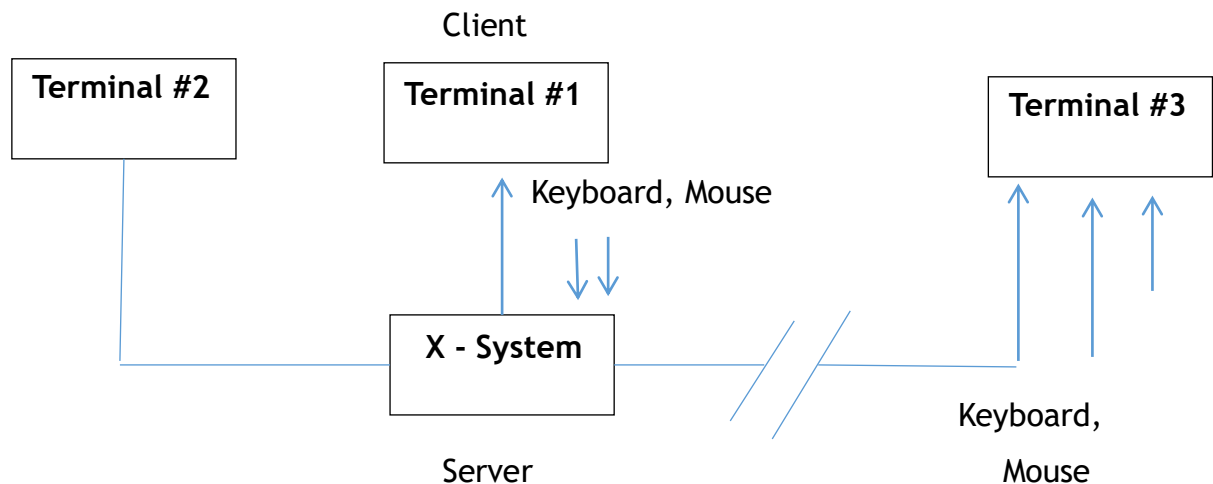 Client
Terminal #2
Terminal #1
Terminal #3
Keyboard, Mouse
X - System
Keyboard,
Mouse
Server